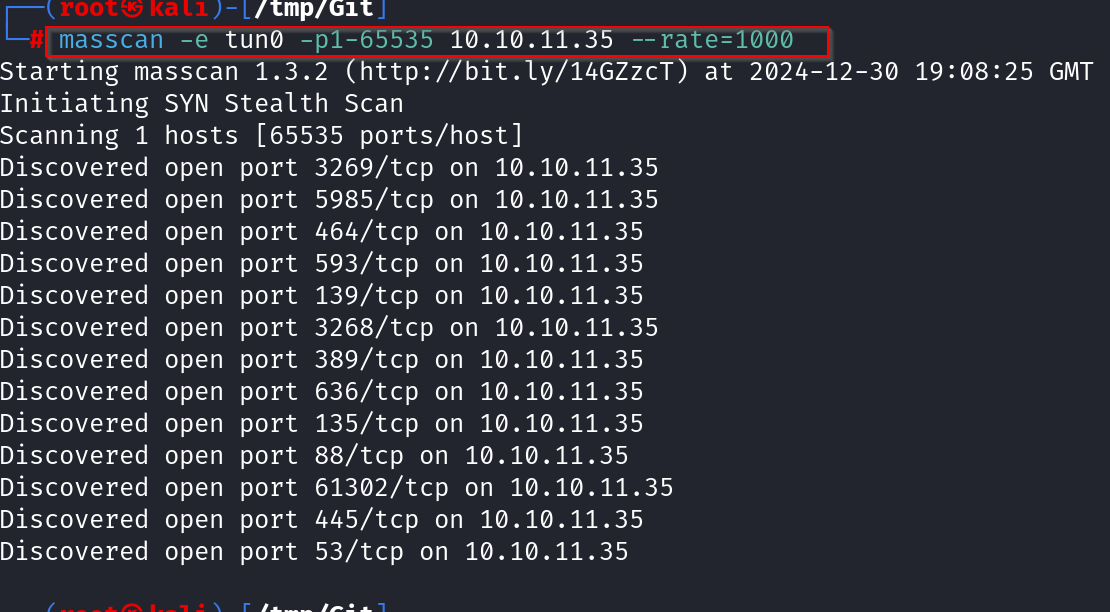 ┌──(root㉿kali)-[/tmp/Git]
└─# masscan -e tun0 -p1-65535 10.10.11.35 --rate=1000
Starting masscan 1.3.2 (http://bit.ly/14GZzcT) at 2024-12-30 19:08:25 GMT
Initiating SYN Stealth Scan
Scanning 1 hosts [65535 ports/host]
Discovered open port 3269/tcp on 10.10.11.35
Discovered open port 5985/tcp on 10.10.11.35
Discovered open port 464/tcp on 10.10.11.35
Discovered open port 593/tcp on 10.10.11.35
Discovered open port 139/tcp on 10.10.11.35
Discovered open port 3268/tcp on 10.10.11.35
Discovered open port 389/tcp on 10.10.11.35
Discovered open port 636/tcp on 10.10.11.35
Discovered open port 135/tcp on 10.10.11.35
Discovered open port 88/tcp on 10.10.11.35
Discovered open port 61302/tcp on 10.10.11.35
Discovered open port 445/tcp on 10.10.11.35
Discovered open port 53/tcp on 10.10.11.35
(root㉿kali)-[/tmp/Git]